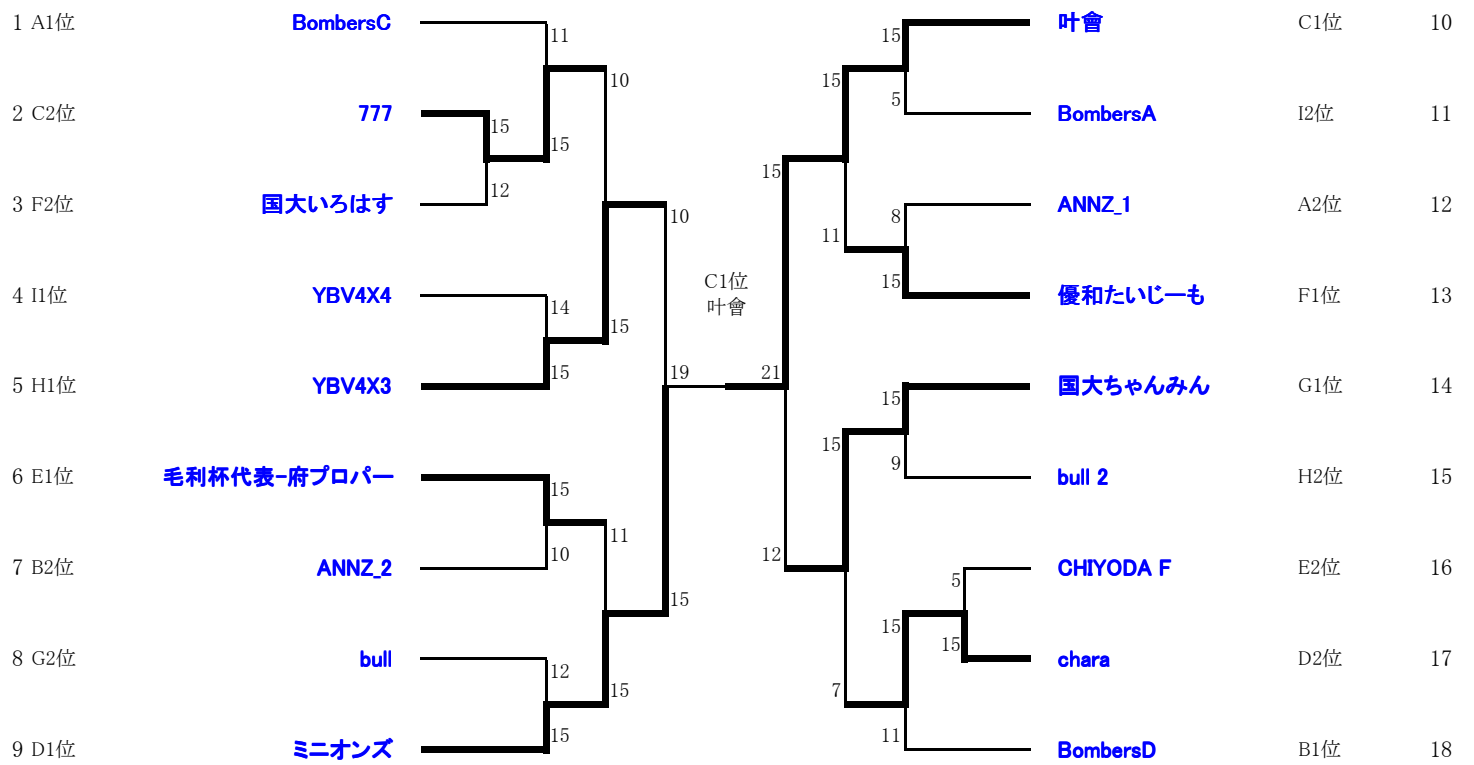 1 A1位 BombersC 11 15 叶會 C1位 10
10 15
2 C2位 777 15 15 5 BombersA I2位 11
12 15
3 F2位 国大いろはす 10 8 ANNZ_1 A2位 12
11
C1位
叶會
4 I1位 YBV4X4 14 15 15 優和たいじーも F1位 13
5 H1位 YBV4X3 15 19 21 15 国大ちゃんみん G1位 14
15
6 E1位 毛利杯代表-府プロパー 15 9 bull 2 H2位 15
11
7 B2位 ANNZ_2 10 12 5 CHIYODA F E2位 16
15 15
8 G2位 bull 12 15 15 chara D2位 17
7
9 D1位 ミニオンズ 15 11 BombersD B1位 18